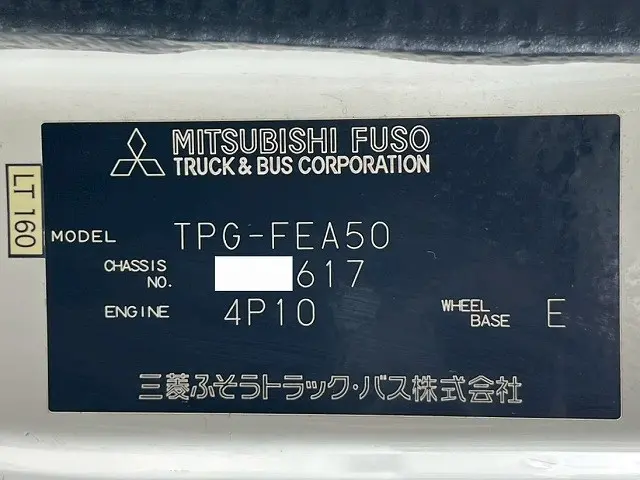 MITSUBISHI FUSO
TRUCK & BUS CORPORATION
LT 160
MODEL TPG-FEA50
CHASSIS NO. 617
ENGINE 4P10 WHEEL BASE E
三菱ふそうトラック・バス株式会社